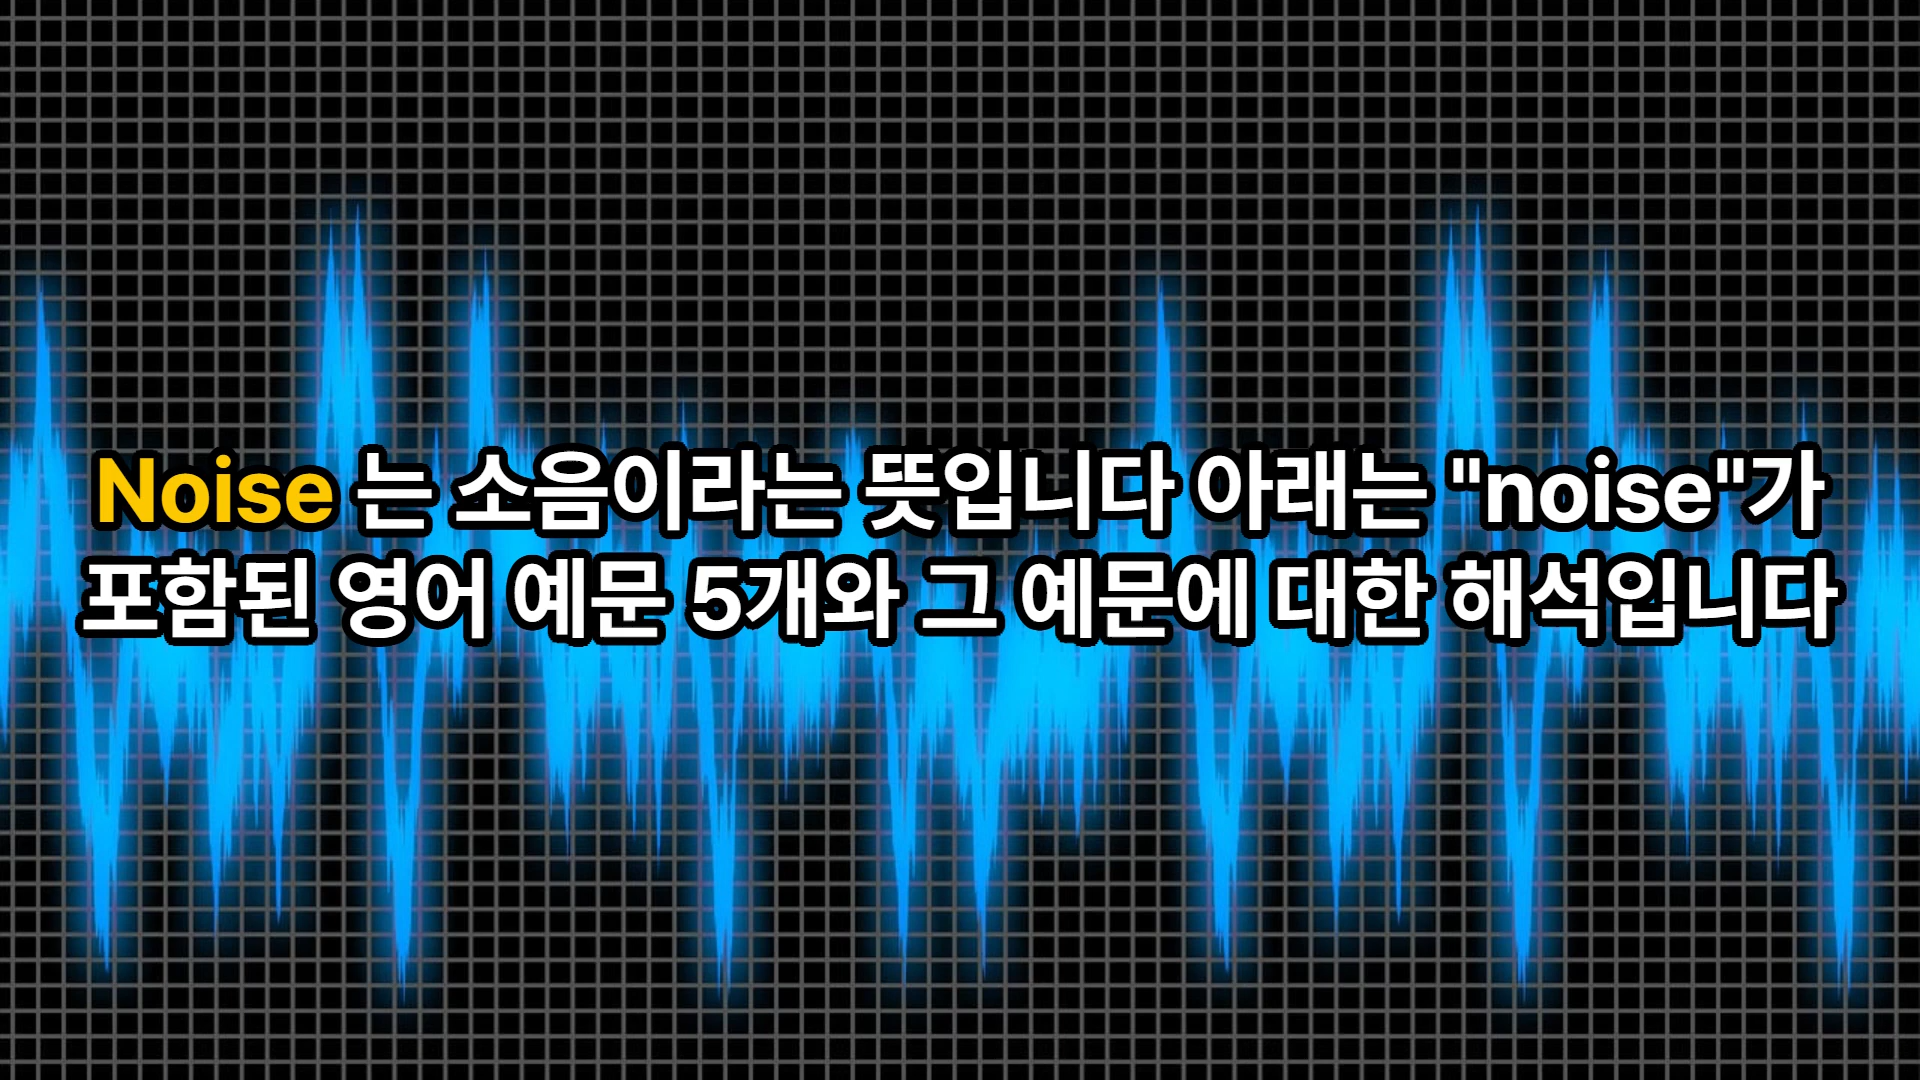 Noise 는 소음이라는 뜻입니다 아래는 "noise"가
포함된 영어 예문 5개와 그 예문에 대한 해석입니다